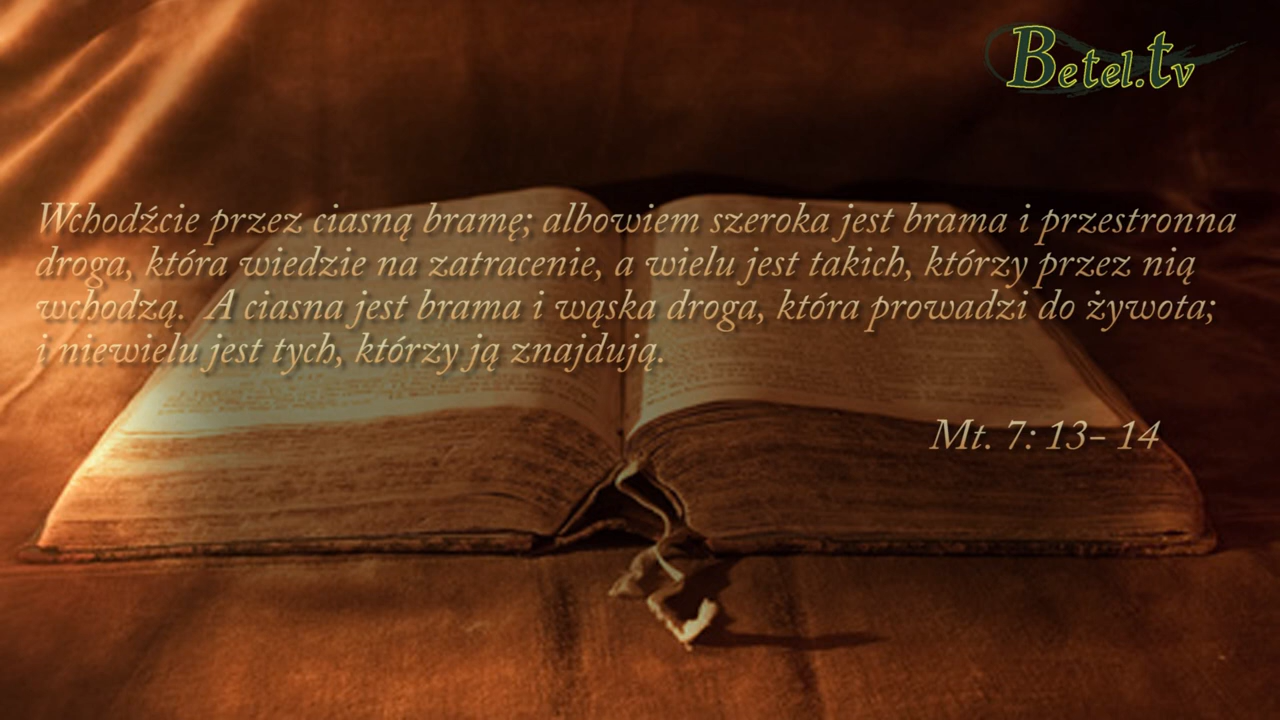 Betel.tv
Wchodźcie przez ciasną bramę; albowiem szeroka jest brama i przestronna
droga, która wiedzie na zatracenie, a wielu jest takich, którzy przez nią
wchodzą.  A ciasna jest brama i wąska droga, która prowadzi do żywota;
i niewielu jest tych, którzy ją znajdują.
Mt. 7: 13- 14